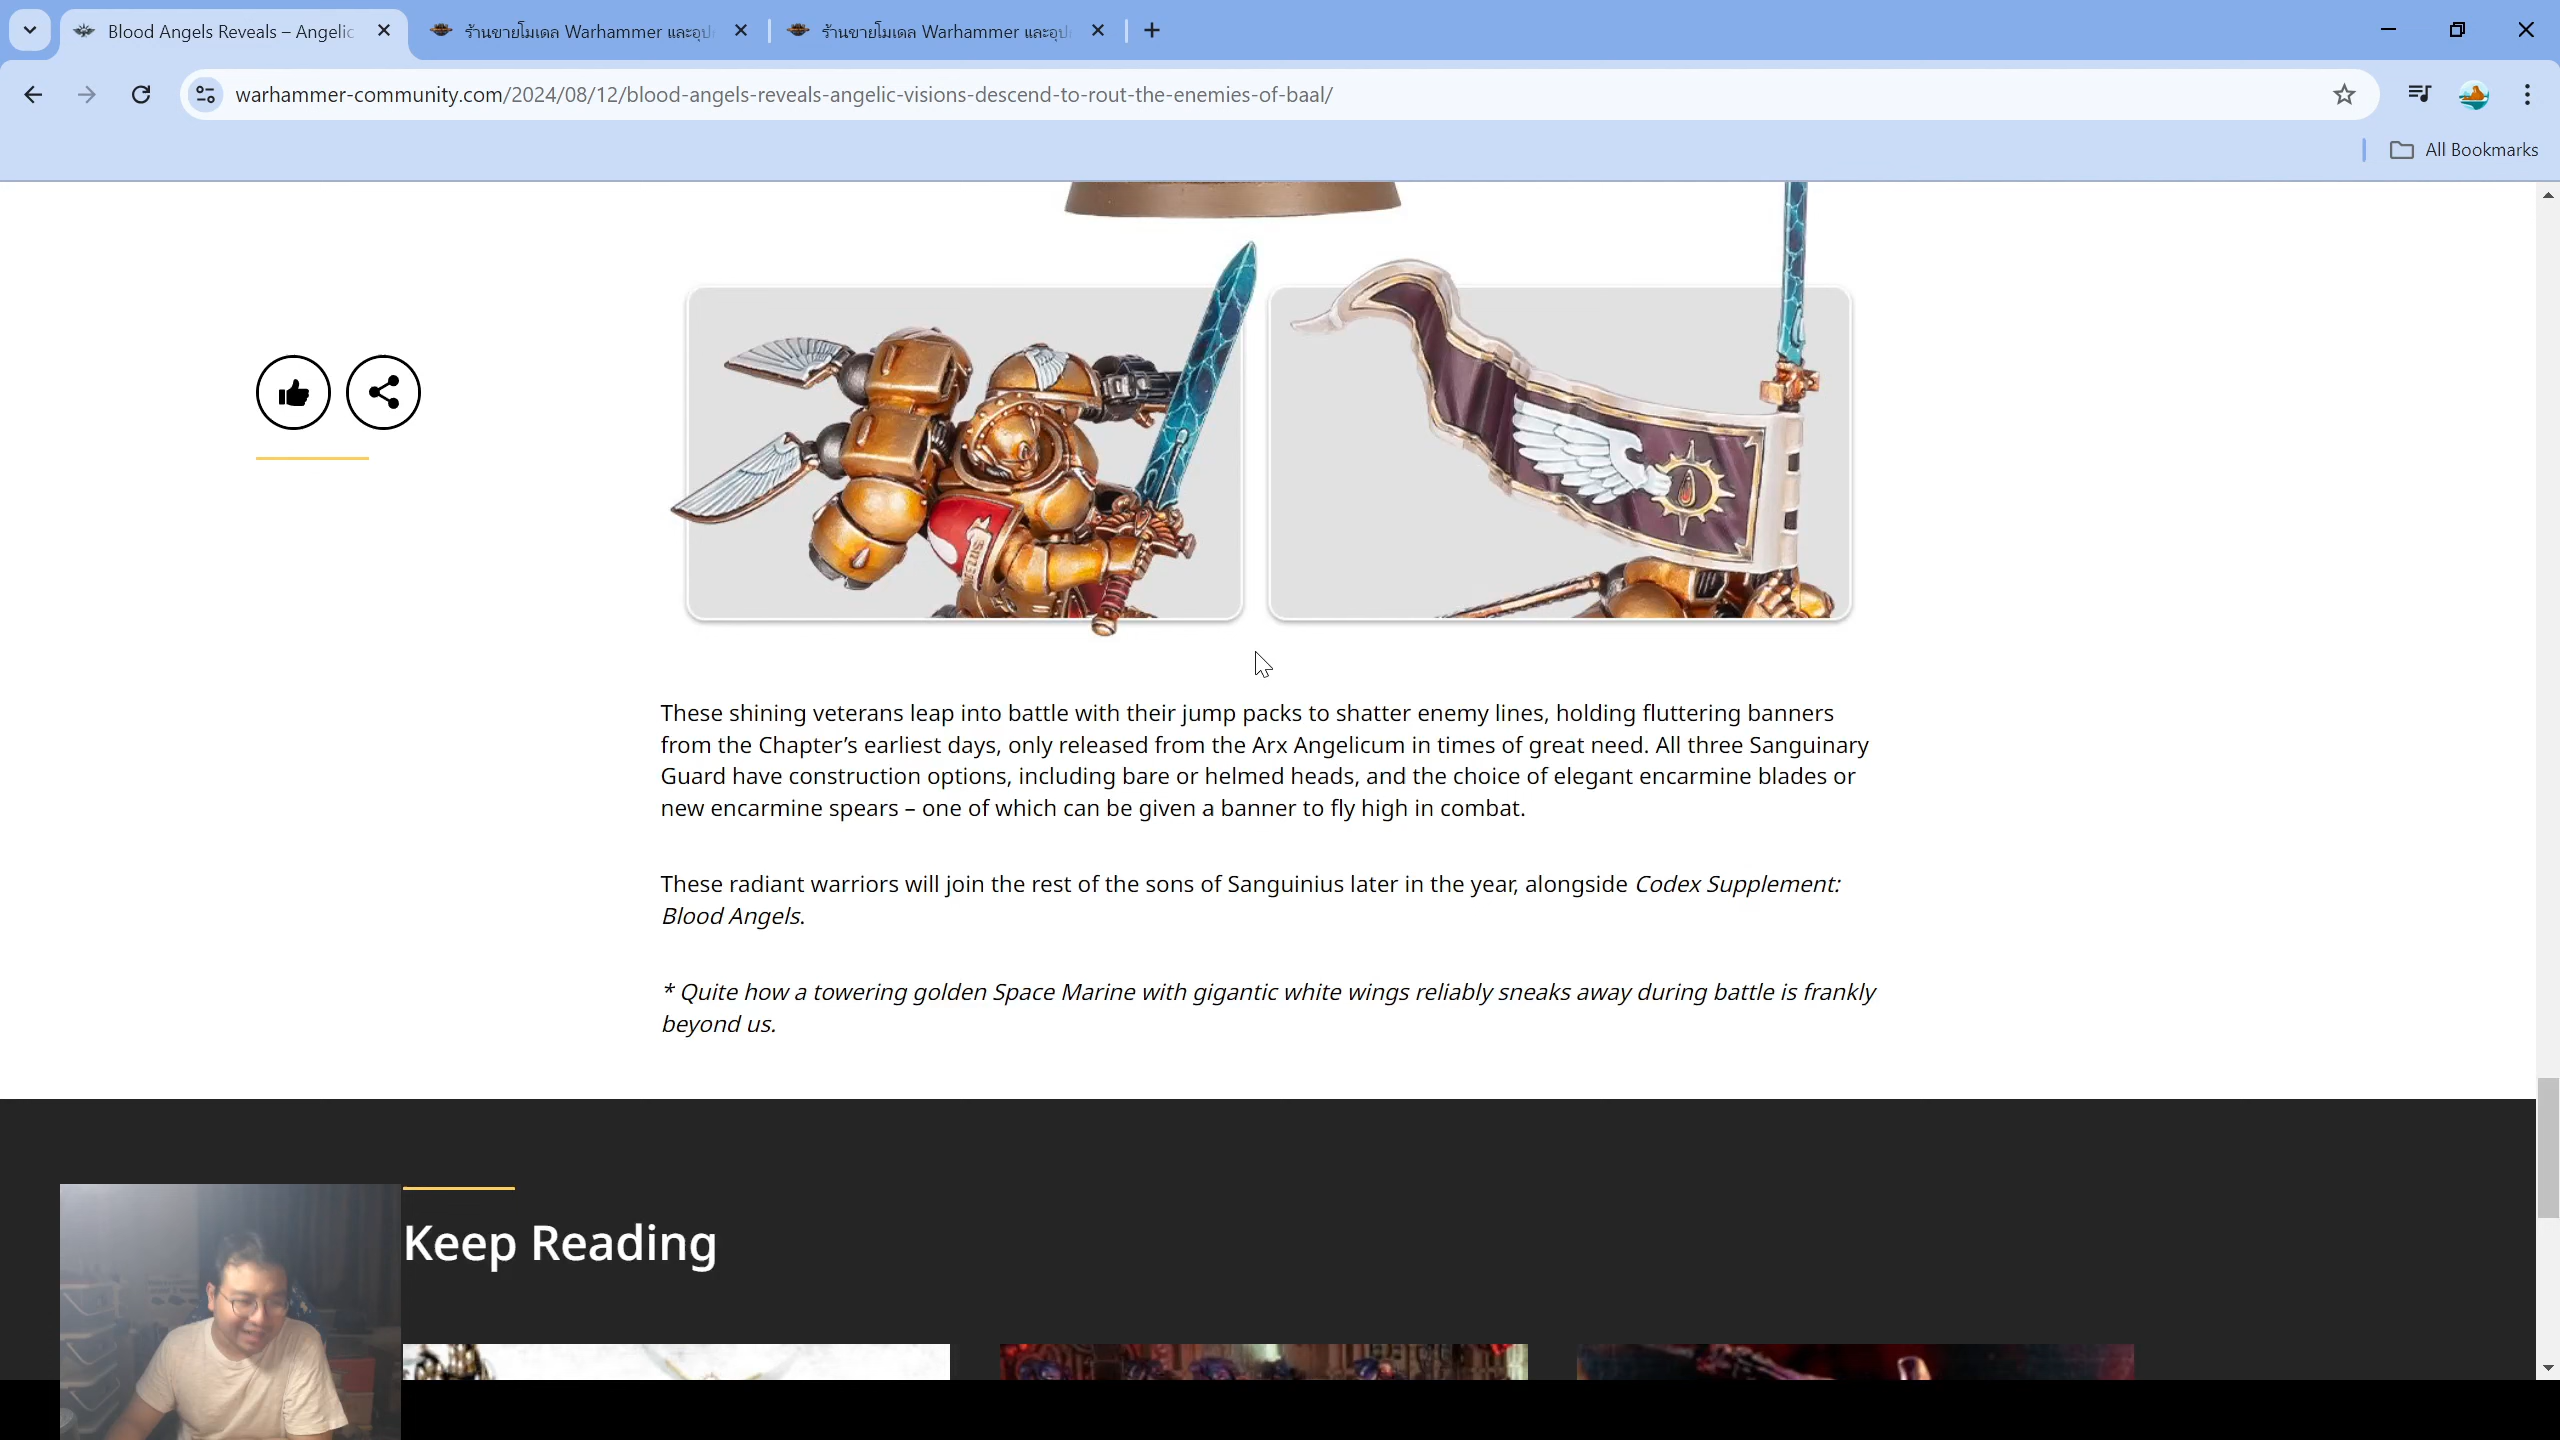 Blood Angels Reveals – Angelic
ร้านขายโมเดล Warhammer และอุป
ร้านขายโมเดล Warhammer และอุป
warhammer-community.com/2024/08/12/blood-angels-reveals-angelic-visions-descend-to-rout-the-enemies-of-baal/
All Bookmarks
These shining veterans leap into battle with their jump packs to shatter enemy lines, holding fluttering banners
from the Chapter’s earliest days, only released from the Arx Angelicum in times of great need. All three Sanguinary
Guard have construction options, including bare or helmed heads, and the choice of elegant encarmine blades or
new encarmine spears – one of which can be given a banner to fly high in combat.
These radiant warriors will join the rest of the sons of Sanguinius later in the year, alongside Codex Supplement:
Blood Angels.
* Quite how a towering golden Space Marine with gigantic white wings reliably sneaks away during battle is frankly
beyond us.
Keep Reading